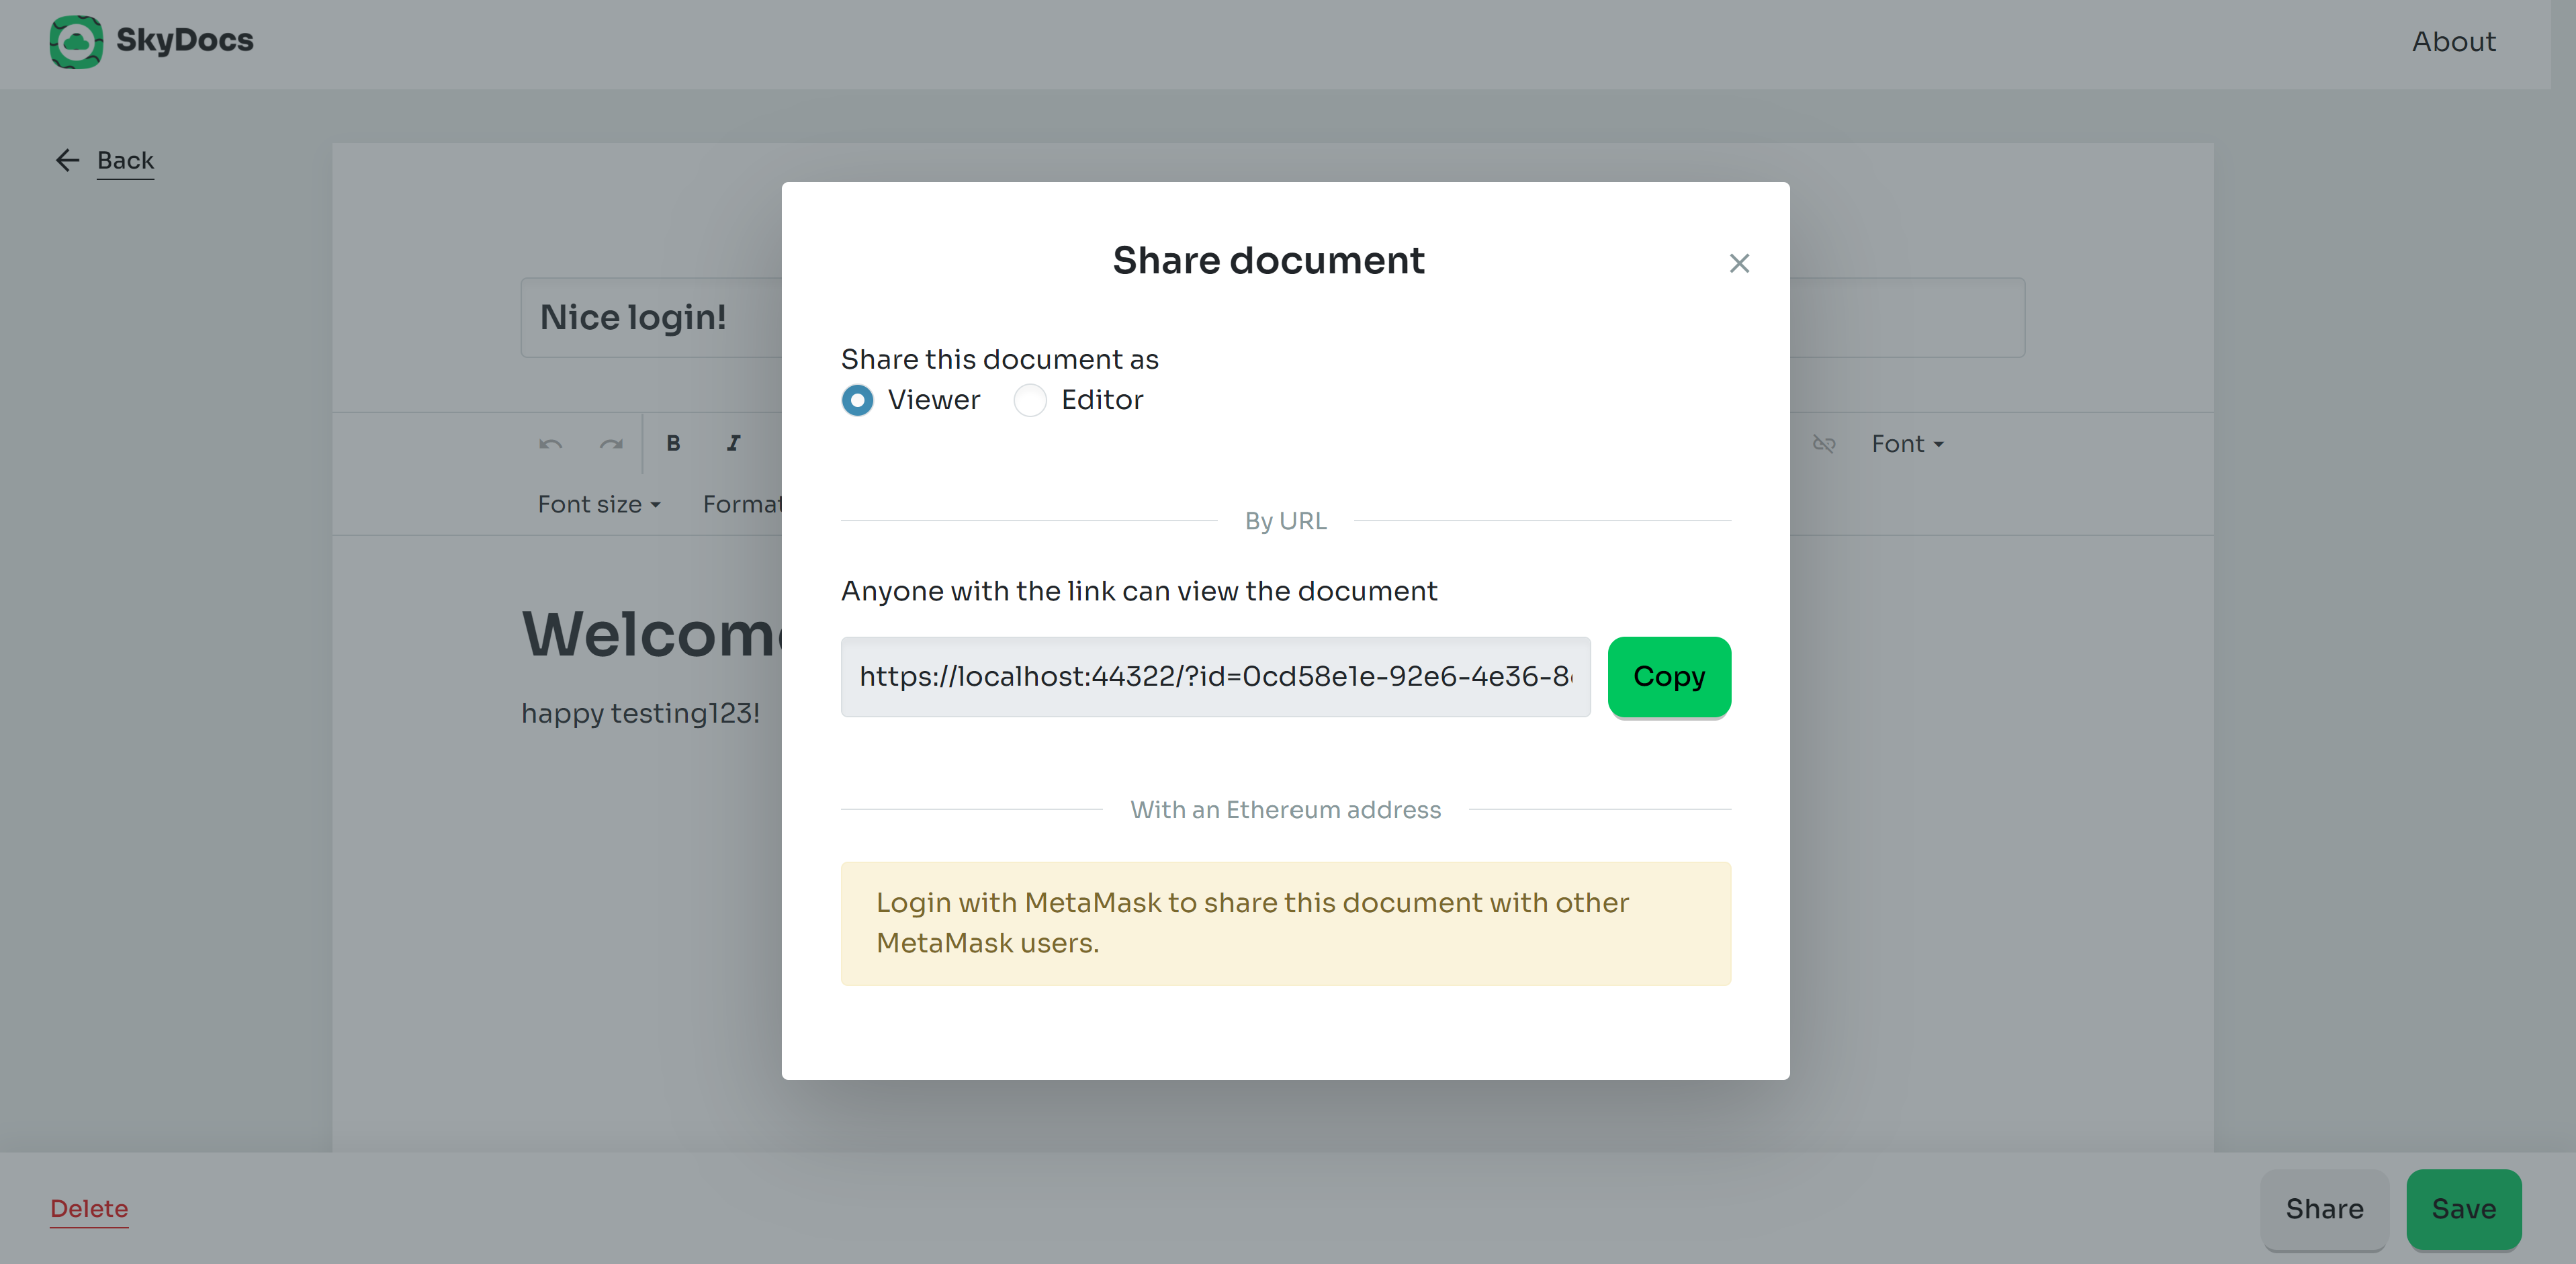 SkyDocs
About
Back
Share document
Nice login!
Share this document as
Viewer Editor
B I
Font
Font size
By URL
Anyone with the link can view the document
Welcom
https://localhost:44322/?id=0cd58e1e-92e6-4e36-8
Copy
happy testing123!
With an Ethereum address
Login with MetaMask to share this document with other
MetaMask users.
Delete
Share
Save